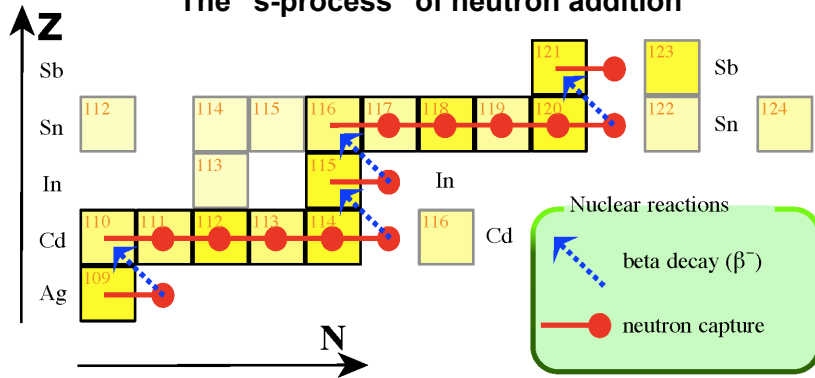 The "s-process" of neutron addition
Z
121 123
Sb Sb
112 114 115 116 117 118 119 120 122 124
Sn Sn
113 115
In In
110 111 112 113 114 116
Cd Cd
109
Ag
N
Nuclear reactions
beta decay (β⁻)
neutron capture